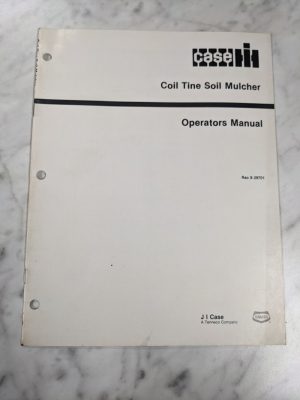 case IH
Coil Tine Soil Mulcher
Operators Manual
J I Case
A Tenneco Company